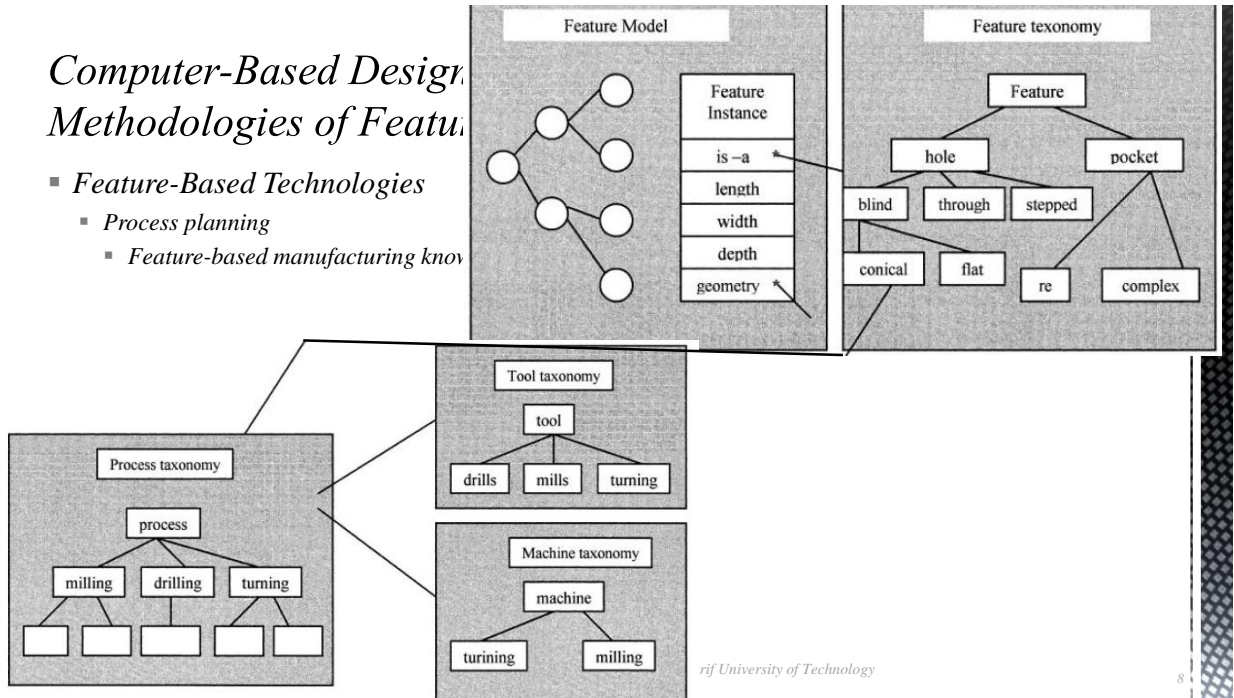 Computer-Based Design
Methodologies of Featu
Feature-Based Technologies
Process planning
Feature-based manufacturing know
Feature Model
Feature
Instance
is –a *
length
width
depth
geometry *
Feature texonomy
Feature
hole
pocket
blind
through
stepped
conical
flat
re
complex
Tool taxonomy
tool
drills
mills
turning
Process taxonomy
process
milling
drilling
turning
Machine taxonomy
machine
turining
milling
rif University of Technology
8